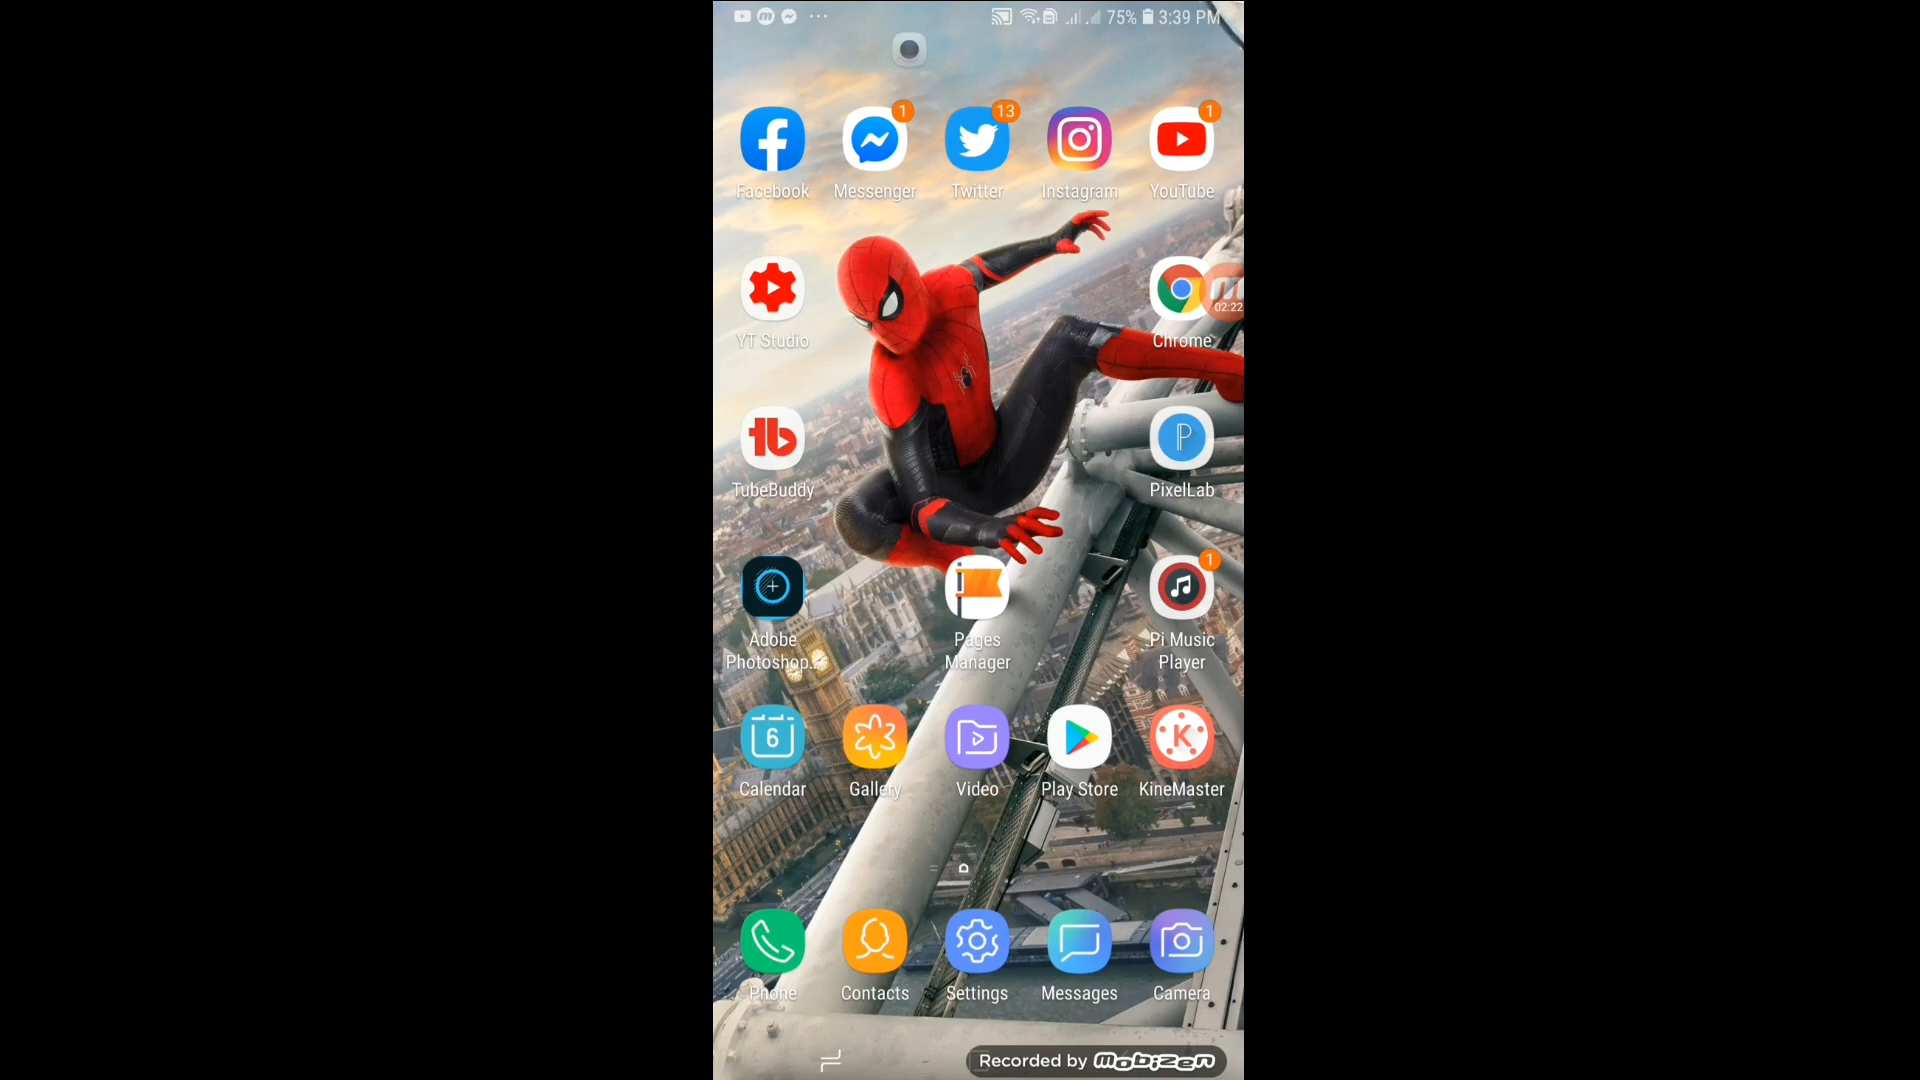 75% 3:39 PM
1 13 1
Facebook Messenger Twitter Instagram YouTube
02:22
YT Studio Chrome
TubeBuddy PixelLab
1
Adobe Photoshop... Pages Manager Pi Music Player
6
Calendar Gallery Video Play Store KineMaster
Phone Contacts Settings Messages Camera
Recorded by mobizen